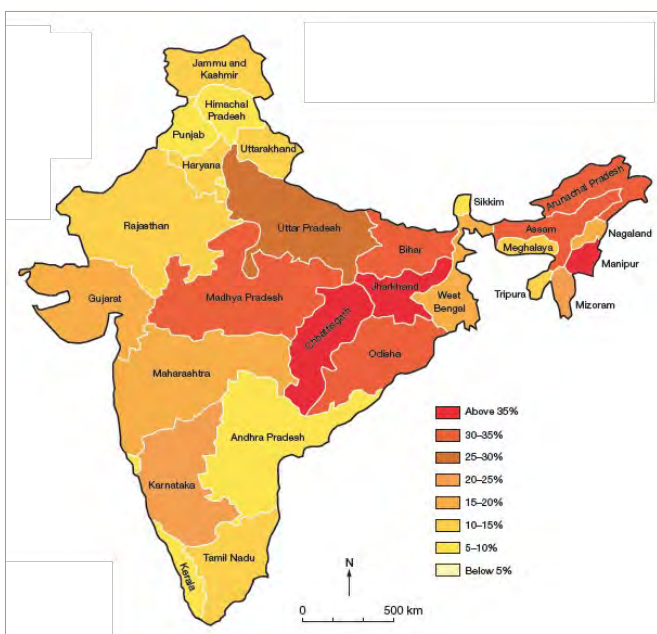 Jammu and
Kashmir
Himachal
Pradesh
Punjab
Uttarakhand
Haryana
Sikkim
Arunachal Pradesh
Rajasthan
Uttar Pradesh
Assam
Nagaland
Bihar
Meghalaya
Manipur
Jharkhand
Gujarat
Madhya Pradesh
West
Bengal
Tripura
Mizoram
Chhattisgarh
Odisha
Maharashtra
Above 35%
Andhra Pradesh
30–35%
25–30%
20–25%
Karnataka
15–20%
10–15%
5–10%
Tamil Nadu
Below 5%
Kerala
N
0 500 km